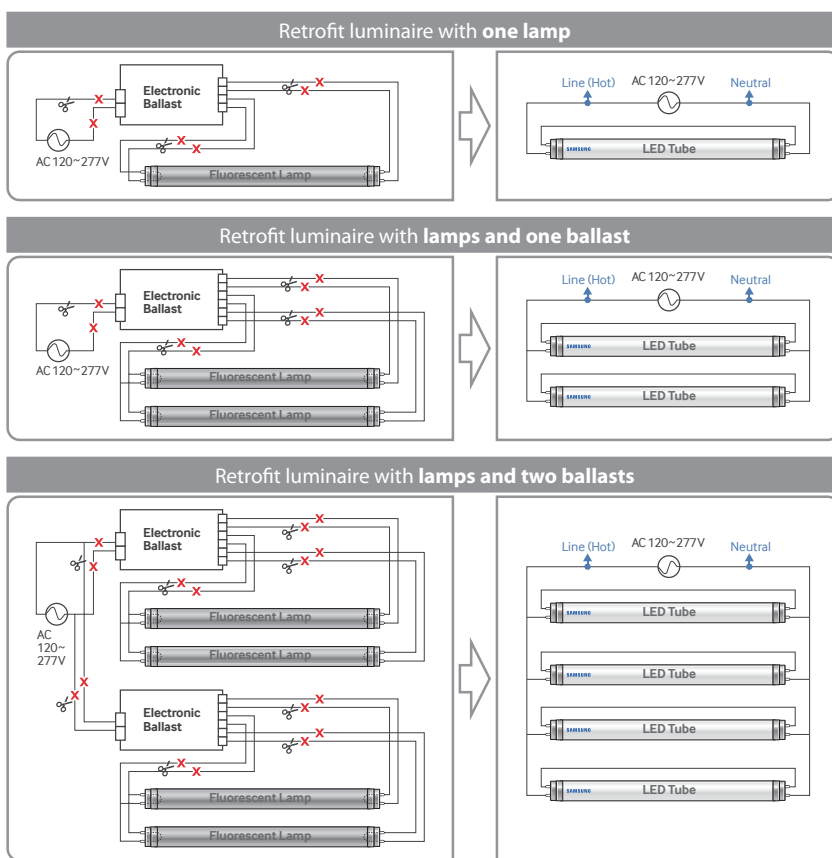 Retrofit luminaire with one lamp
Electronic
Ballast
AC 120~277V
Fluorescent Lamp
Line (Hot)
AC 120~277V
Neutral
SAMSUNG
LED Tube
Retrofit luminaire with lamps and one ballast
Electronic
Ballast
AC 120~277V
Fluorescent Lamp
Fluorescent Lamp
Line (Hot)
AC 120~277V
Neutral
SAMSUNG
LED Tube
SAMSUNG
LED Tube
Retrofit luminaire with lamps and two ballasts
Electronic
Ballast
AC
120~
277V
Fluorescent Lamp
Fluorescent Lamp
Electronic
Ballast
Fluorescent Lamp
Fluorescent Lamp
Line (Hot)
AC 120~277V
Neutral
SAMSUNG
LED Tube
SAMSUNG
LED Tube
SAMSUNG
LED Tube
SAMSUNG
LED Tube